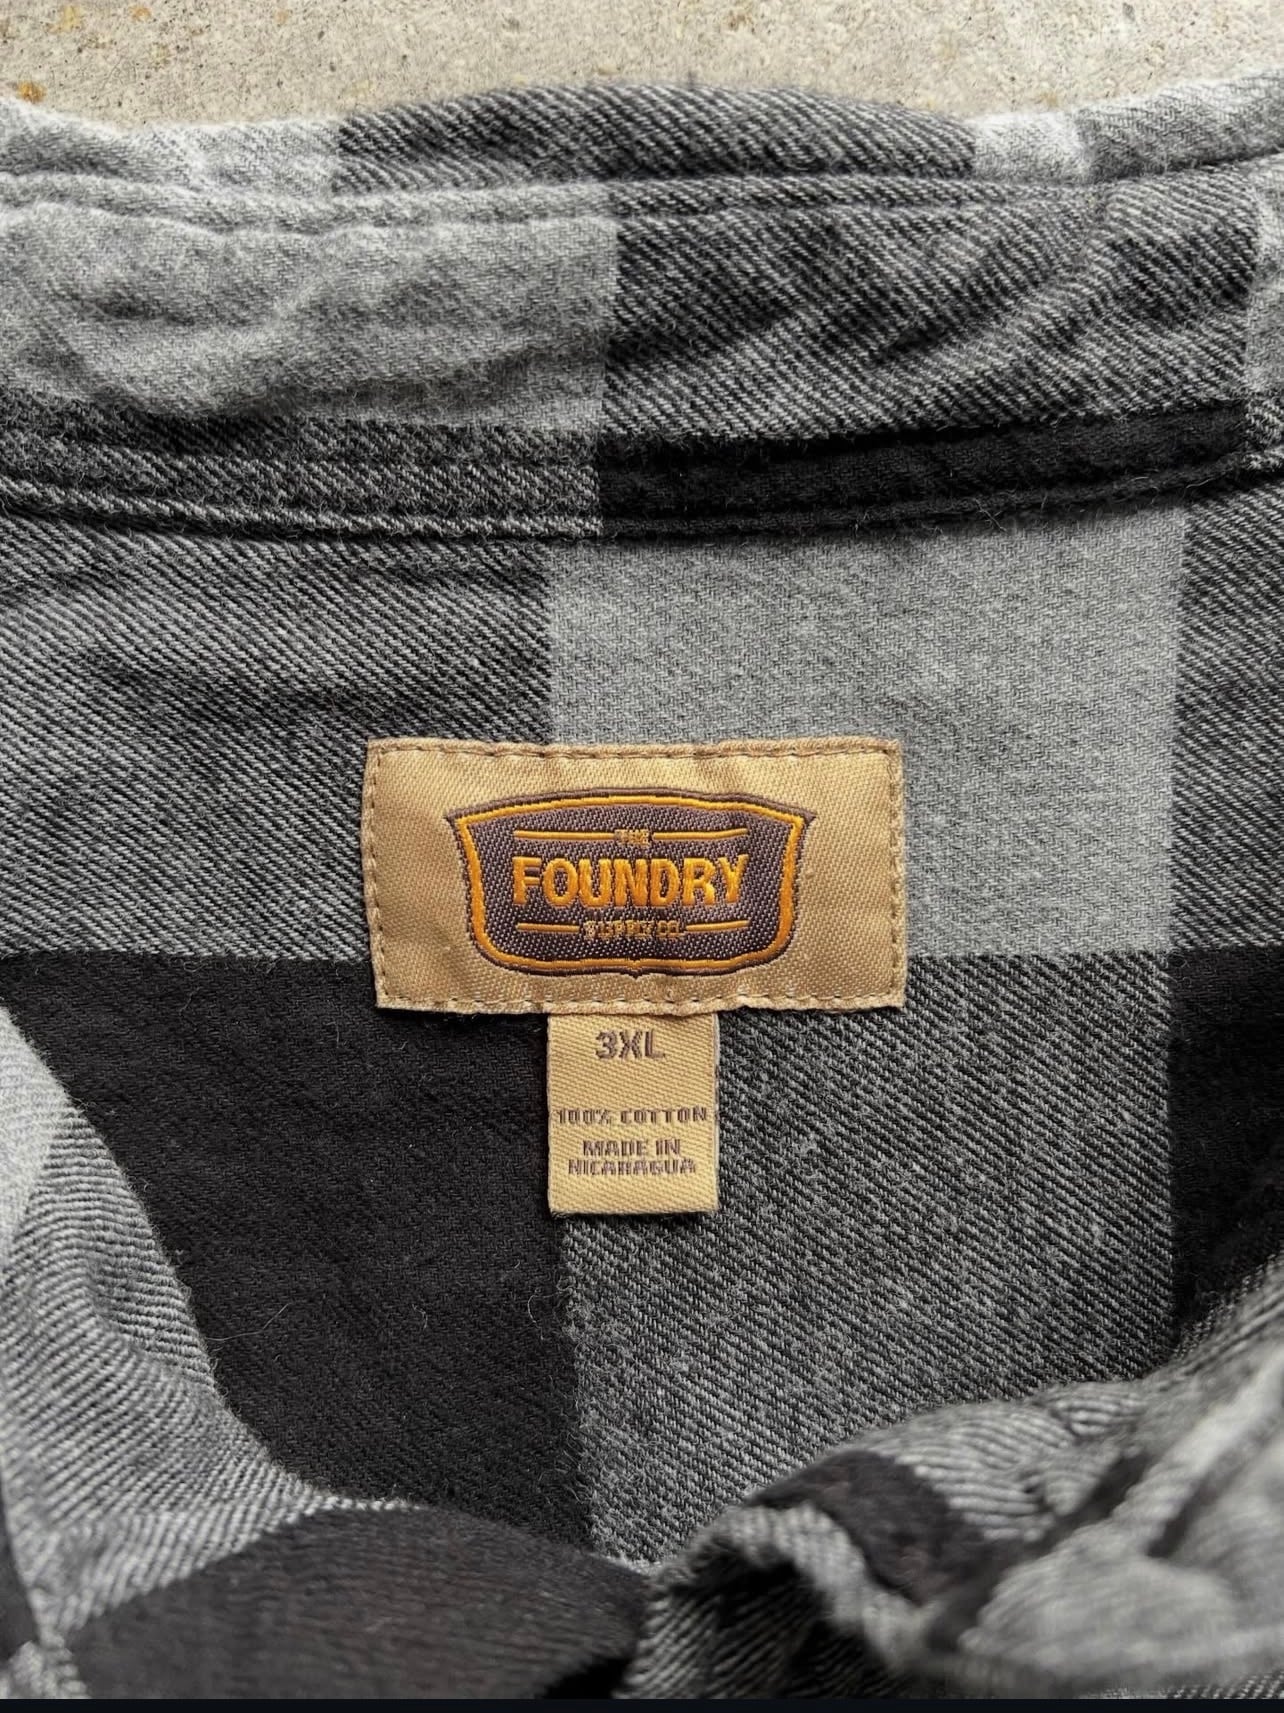 THE
FOUNDRY
SUPPLY CO.
3XL
100% COTTON
MADE IN
NICARAGUA